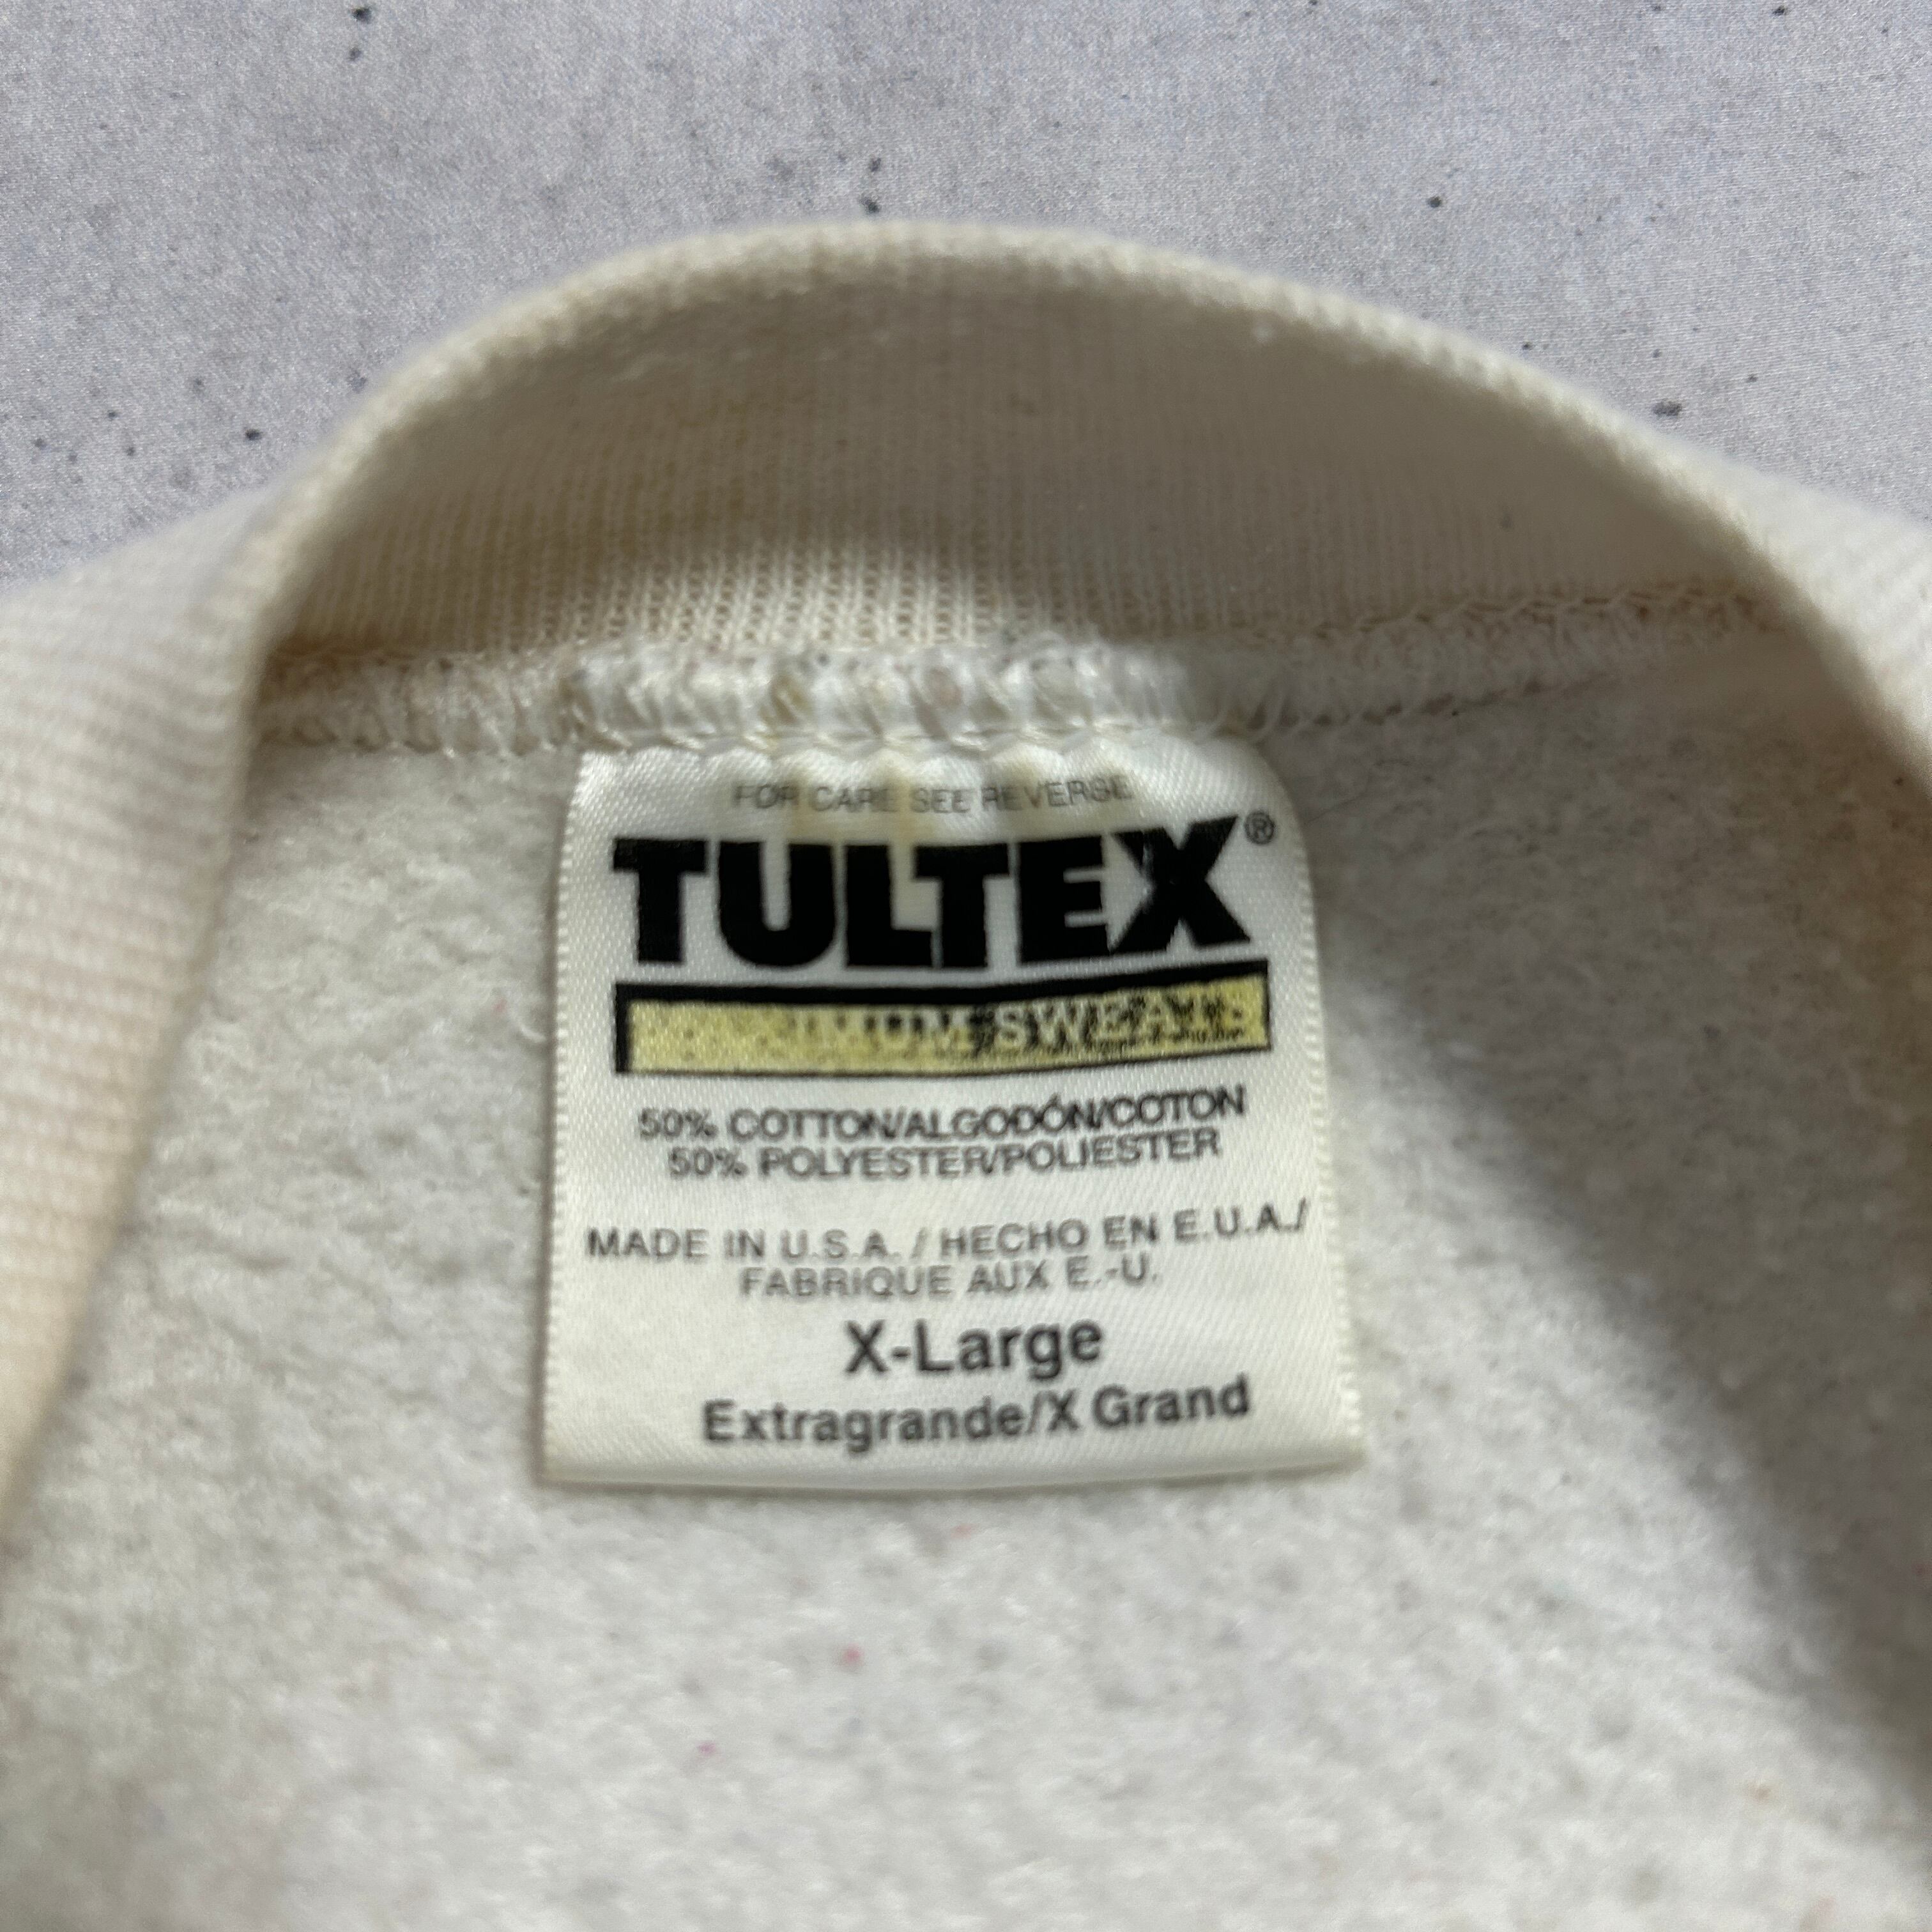 FOR CARE SEE REVERSE
TULTEX®
SWEATS
50% COTTON/ALGODÓN/COTON
50% POLYESTER/POLIESTER
MADE IN U.S.A. / HECHO EN E.U.A./
FABRIQUE AUX E.-U.
X-Large
Extragrande/X Grand